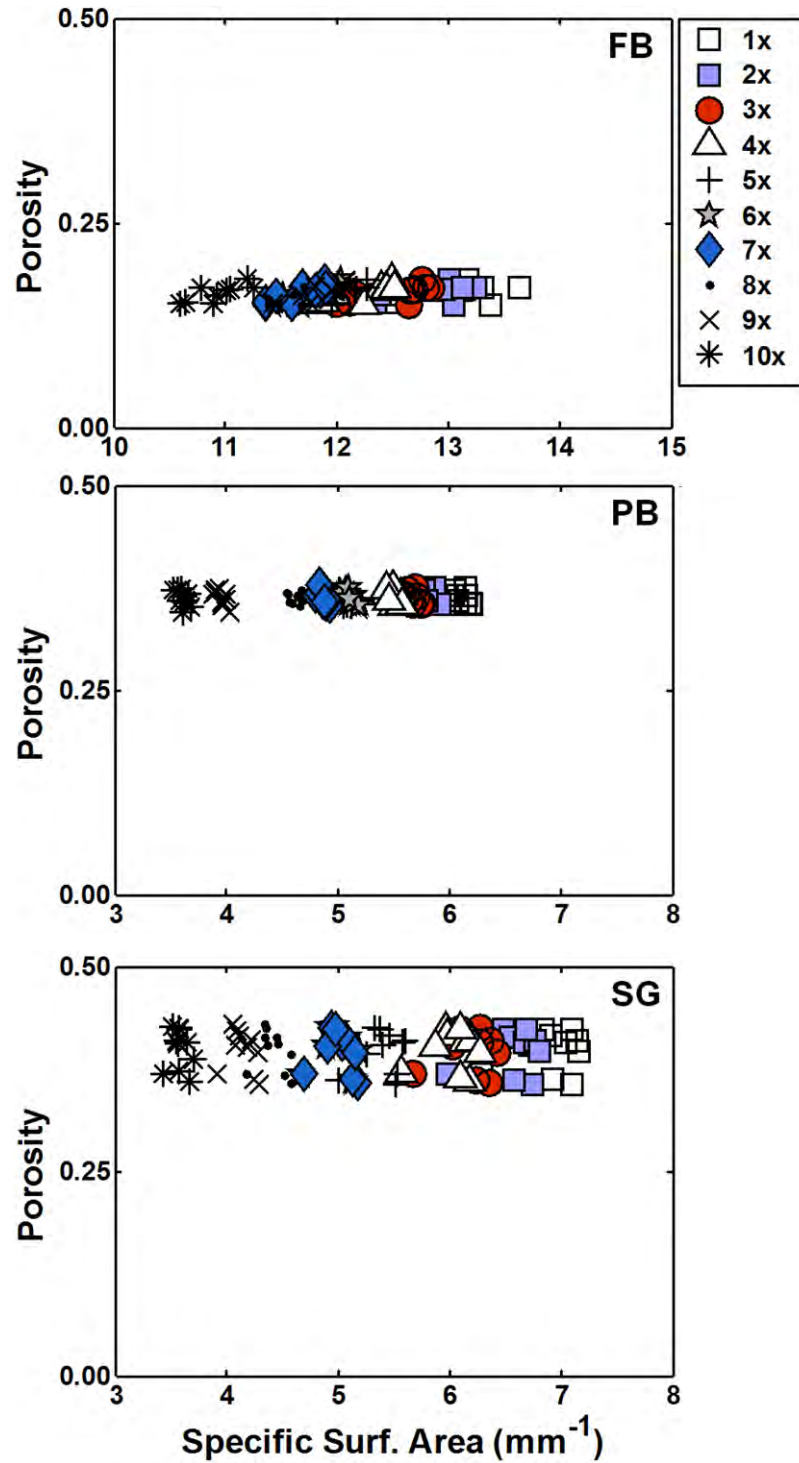 0.50
FB
0.25
0.00
Porosity
10 11 12 13 14 15
1x
2x
3x
4x
5x
6x
7x
8x
9x
10x
0.50
PB
0.25
0.00
Porosity
3 4 5 6 7 8
0.50
SG
0.25
0.00
Porosity
3 4 5 6 7 8
Specific Surf. Area (mm⁻¹)